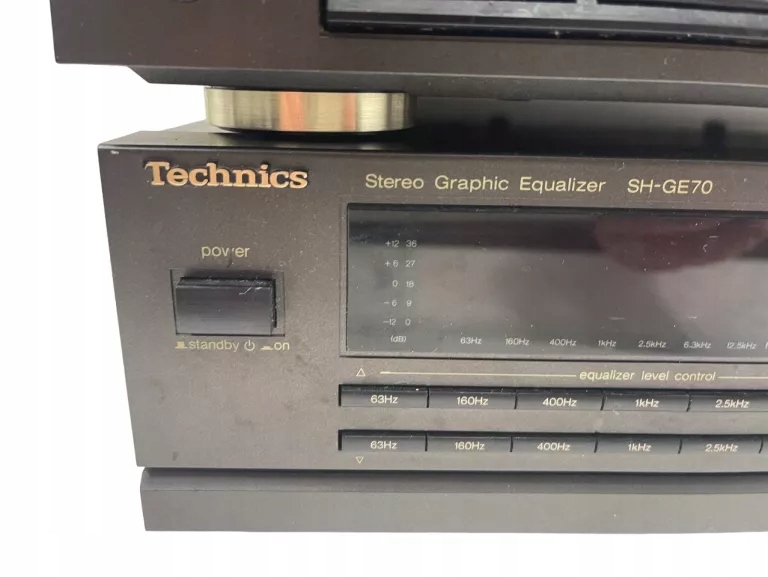 Technics
Stereo Graphic Equalizer SH-GE70
power
standby on
+12 36
+6 27
0 18
-6 9
-12 0
(dB) 63Hz 160Hz 400Hz 1kHz 2.5kHz 6.3kHz 12.5kHz
equalizer level control
63Hz 160Hz 400Hz 1kHz 2.5kHz
63Hz 160Hz 400Hz 1kHz 2.5kHz